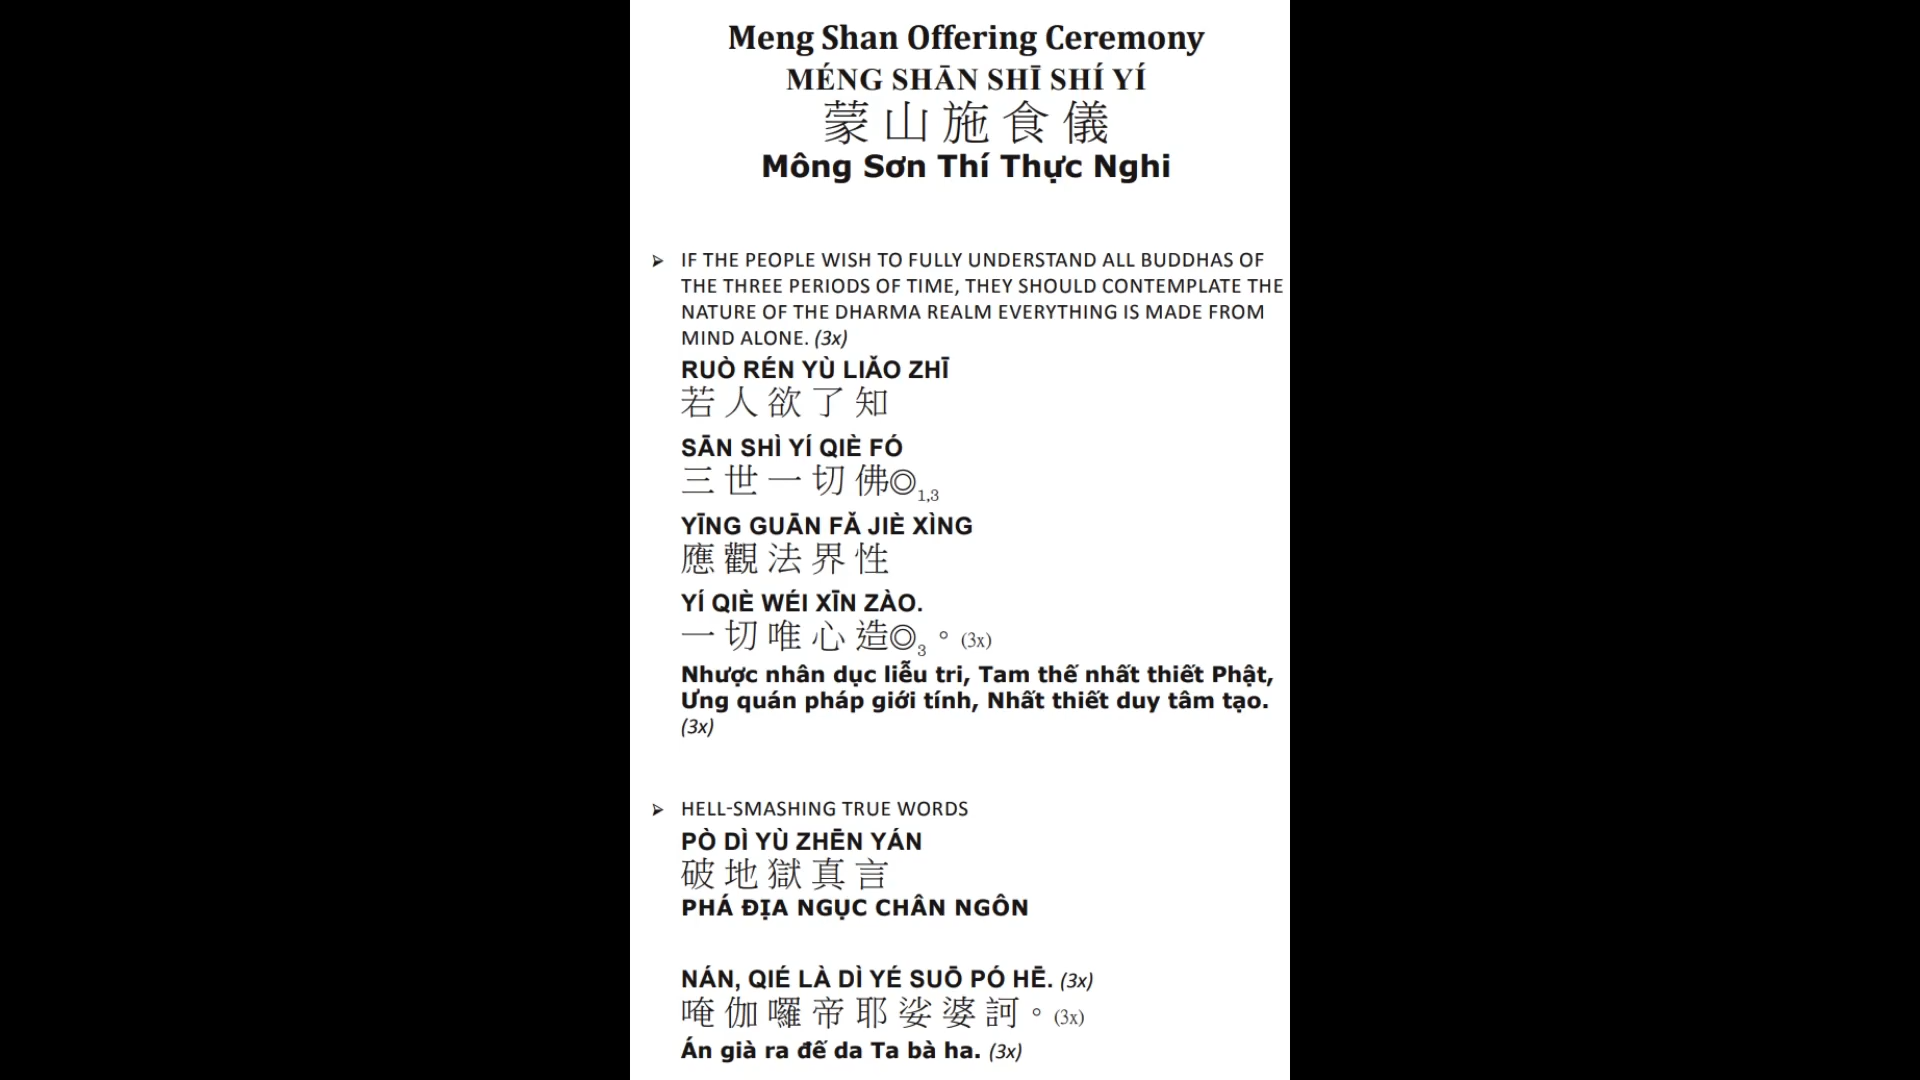 Meng Shan Offering Ceremony
MÉNG SHĀN SHĪ SHÍ YÍ
蒙山施食儀
Mông Sơn Thí Thực Nghi
➢ IF THE PEOPLE WISH TO FULLY UNDERSTAND ALL BUDDHAS OF
THE THREE PERIODS OF TIME, THEY SHOULD CONTEMPLATE THE
NATURE OF THE DHARMA REALM EVERYTHING IS MADE FROM
MIND ALONE. (3x)
RUÒ RÉN YÙ LIǍO ZHĪ
若人欲了知
SĀN SHÌ YÍ QIÈ FÓ
三世一切佛◎1,3
YĪNG GUĀN FǍ JIÈ XÌNG
應觀法界性
YÍ QIÈ WÉI XĪN ZÀO.
一切唯心造◎3。(3x)
Nhược nhân dục liễu tri, Tam thế nhất thiết Phật,
Ưng quán pháp giới tính, Nhất thiết duy tâm tạo.
(3x)
➢ HELL-SMASHING TRUE WORDS
PÒ DÌ YÙ ZHĒN YÁN
破地獄真言
PHÁ ĐỊA NGỤC CHÂN NGÔN
NÁN, QIÉ LÀ DÌ YÉ SUŌ PÓ HĒ. (3x)
唵伽囉帝耶娑婆訶。(3x)
Án già ra đế da Ta bà ha. (3x)